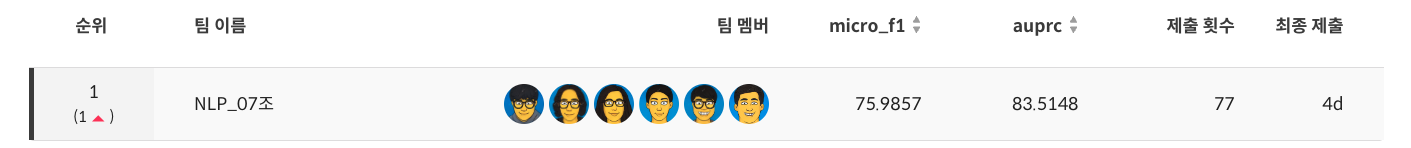 순위 팀 이름 팀 멤버 micro_f1 auprc 제출 횟수 최종 제출
1 NLP_07조 75.9857 83.5148 77 4d
(1 ▲ )